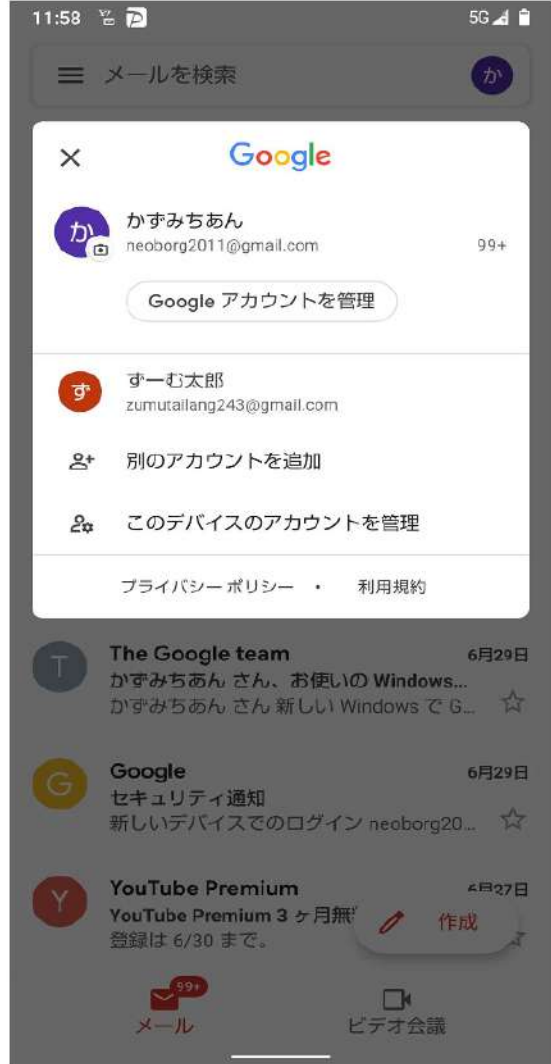 11:58 5G
メールを検索 か
Google
か かずみちあん
neoborg2011@gmail.com 99+
Google アカウントを管理
ず ずーむ太郎
zumutailang243@gmail.com
別のアカウントを追加
このデバイスのアカウントを管理
プライバシー ポリシー ・ 利用規約
T The Google team 6月29日
かずみちあん さん、お使いの Windows...
かずみちあん さん 新しい Windows で G...
G Google 6月29日
セキュリティ通知
新しいデバイスでのログイン neoborg20...
Y YouTube Premium 6月27日
YouTube Premium 3 ヶ月無
登録は 6/30 まで。
作成
99+
メール ビデオ会議